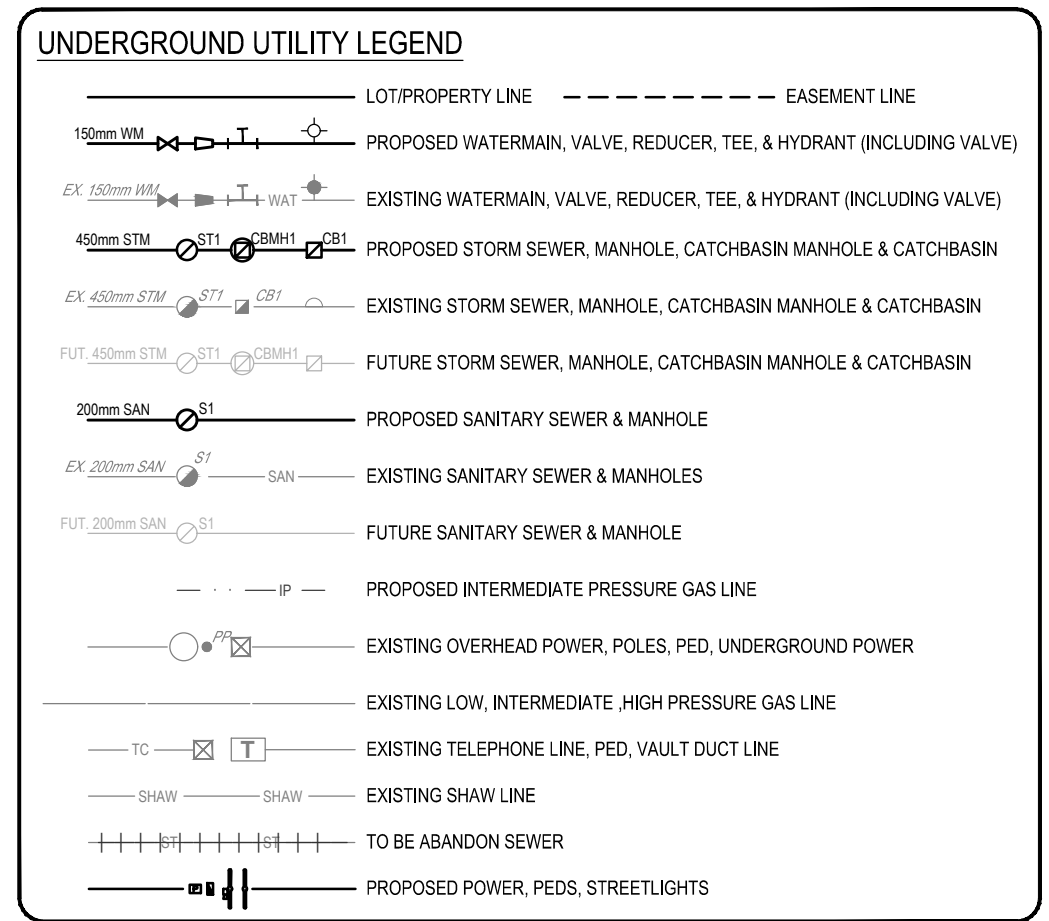 UNDERGROUND UTILITY LEGEND
LOT/PROPERTY LINE EASEMENT LINE
150mm WM PROPOSED WATERMAIN, VALVE, REDUCER, TEE, & HYDRANT (INCLUDING VALVE)
EX. 150mm WM WAT EXISTING WATERMAIN, VALVE, REDUCER, TEE, & HYDRANT (INCLUDING VALVE)
450mm STM ST1 CBMH1 CB1 PROPOSED STORM SEWER, MANHOLE, CATCHBASIN MANHOLE & CATCHBASIN
EX. 450mm STM ST1 CB1 EXISTING STORM SEWER, MANHOLE, CATCHBASIN MANHOLE & CATCHBASIN
FUT. 450mm STM ST1 CBMH1 FUTURE STORM SEWER, MANHOLE, CATCHBASIN MANHOLE & CATCHBASIN
200mm SAN S1 PROPOSED SANITARY SEWER & MANHOLE
EX. 200mm SAN S1 SAN EXISTING SANITARY SEWER & MANHOLES
FUT. 200mm SAN S1 FUTURE SANITARY SEWER & MANHOLE
IP PROPOSED INTERMEDIATE PRESSURE GAS LINE
PP EXISTING OVERHEAD POWER, POLES, PED, UNDERGROUND POWER
EXISTING LOW, INTERMEDIATE ,HIGH PRESSURE GAS LINE
TC T EXISTING TELEPHONE LINE, PED, VAULT DUCT LINE
SHAW SHAW EXISTING SHAW LINE
ST ST TO BE ABANDON SEWER
PROPOSED POWER, PEDS, STREETLIGHTS